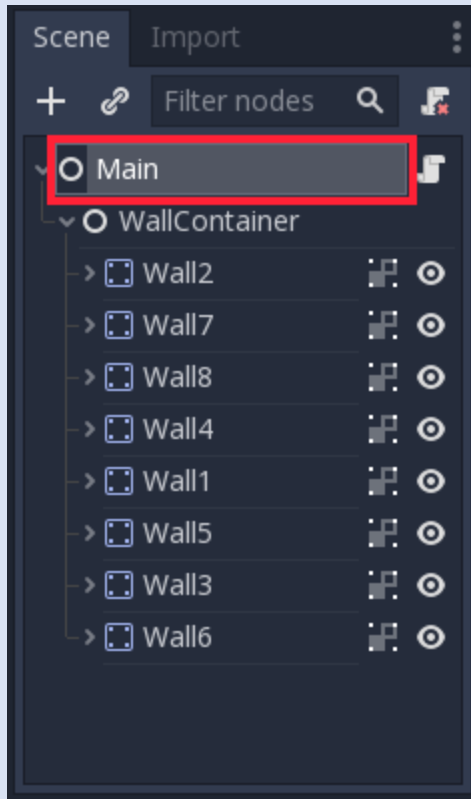 Scene Import
Filter nodes
Main
WallContainer
Wall2
Wall7
Wall8
Wall4
Wall1
Wall5
Wall3
Wall6